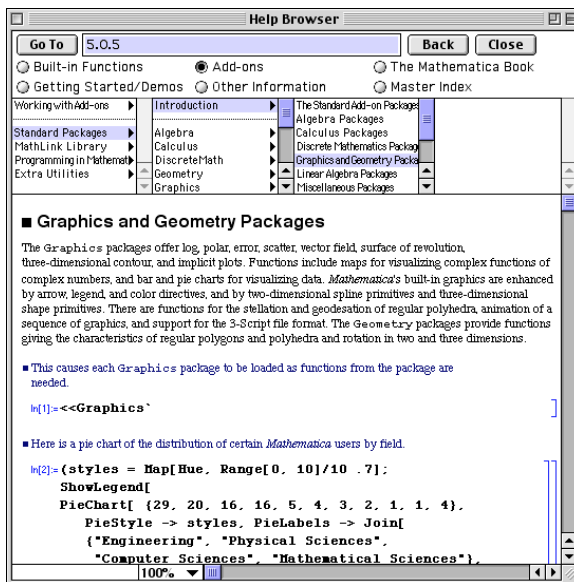 Help Browser
Go To 5.0.5 Back Close
Built-in Functions Add-ons The Mathematica Book
Getting Started/Demos Other Information Master Index
Working with Add-ons Introduction The Standard Add-on Packages
Algebra Packages
Standard Packages Algebra Calculus Packages
MathLink Library Calculus Discrete Mathematics Packag
Programming in Mathemati DiscreteMath Graphics and Geometry Packa
Extra Utilities Geometry Linear Algebra Packages
Graphics Miscellaneous Packages
■ Graphics and Geometry Packages
The Graphics packages offer log, polar, error, scatter, vector field, surface of revolution,
three-dimensional contour, and implicit plots. Functions include maps for visualizing complex functions of
complex numbers, and bar and pie charts for visualizing data. Mathematica's built-in graphics are enhanced
by arrow, legend, and color directives, and by two-dimensional spline primitives and three-dimensional
shape primitives. There are functions for the stellation and geodesation of regular polyhedra, animation of a
sequence of graphics, and support for the 3-Script file format. The Geometry packages provide functions
giving the characteristics of regular polygons and polyhedra and rotation in two and three dimensions.
■ This causes each Graphics package to be loaded as functions from the package are
needed.
In[1]:= <<Graphics`
■ Here is a pie chart of the distribution of certain Mathematica users by field.
In[2]:= (styles = Map[Hue, Range[0, 10]/10 .7];
ShowLegend[
PieChart[ {29, 20, 16, 16, 5, 4, 3, 2, 1, 1, 4},
PieStyle -> styles, PieLabels -> Join[
{"Engineering", "Physical Sciences",
"Computer Sciences", "Mathematical Sciences"},
100%